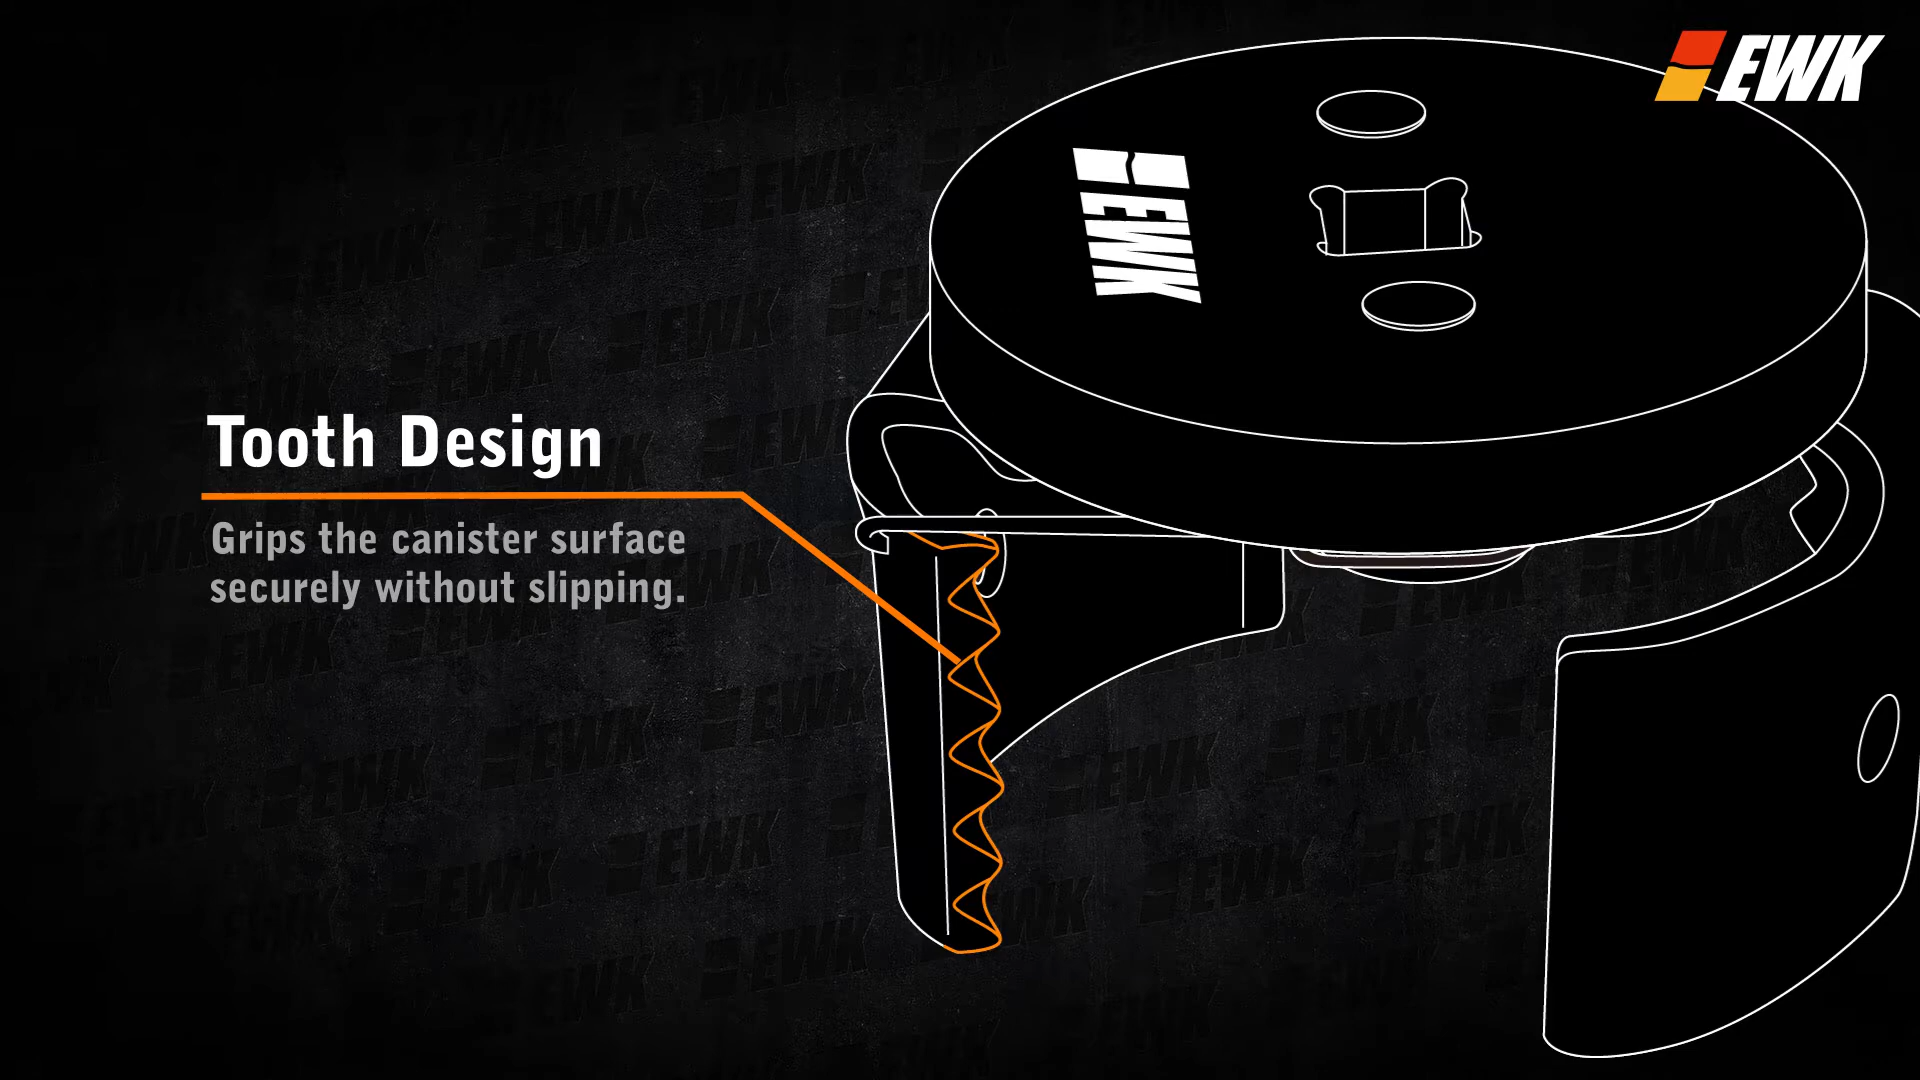 EWK
EWK
Tooth Design
Grips the canister surface
securely without slipping.